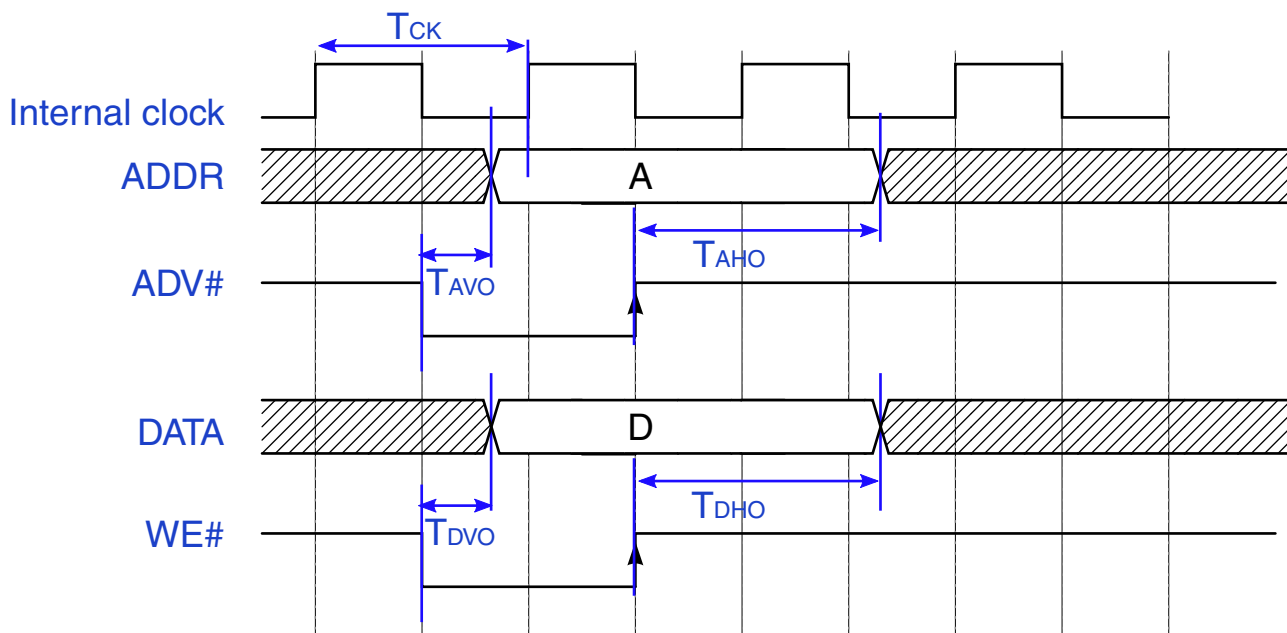 TCK
Internal clock
ADDR
A
TAHO
TAVO
ADV#
DATA
D
TDHO
TDVO
WE#